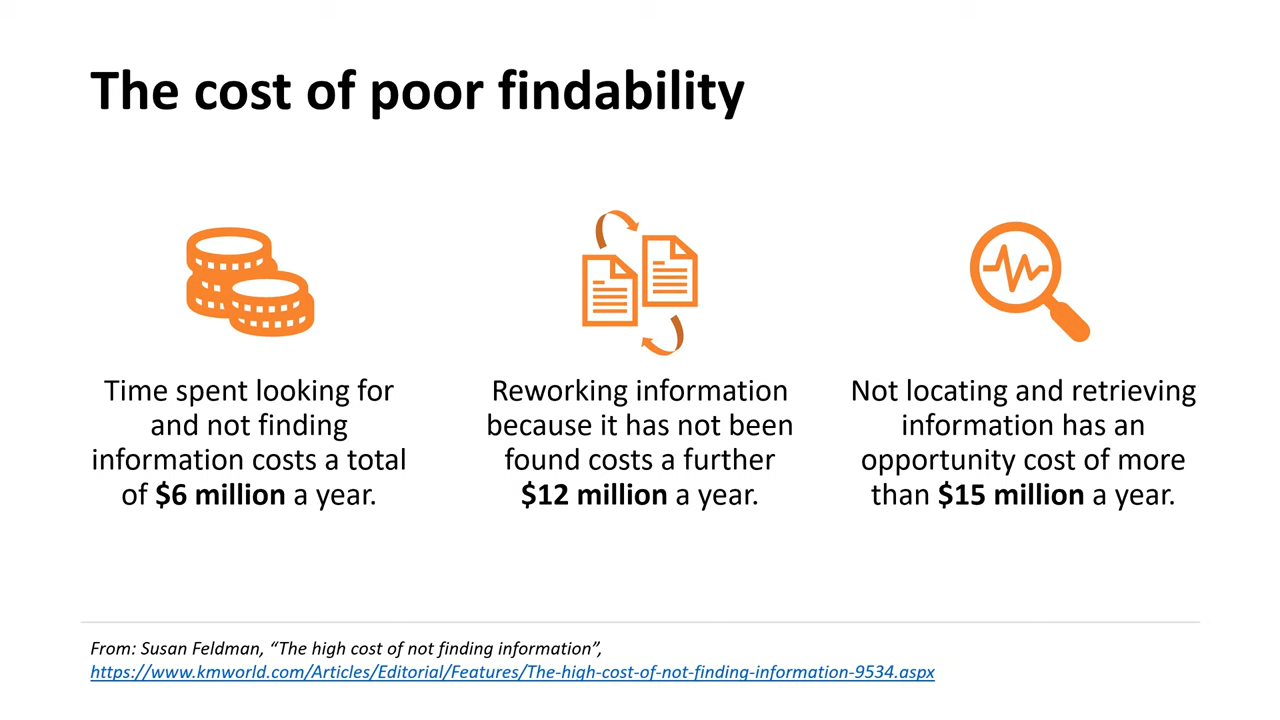 The cost of poor findability
Time spent looking for
and not finding
information costs a total
of $6 million a year.
Reworking information
because it has not been
found costs a further
$12 million a year.
Not locating and retrieving
information has an
opportunity cost of more
than $15 million a year.
From: Susan Feldman, “The high cost of not finding information”,
https://www.kmworld.com/Articles/Editorial/Features/The-high-cost-of-not-finding-information-9534.aspx